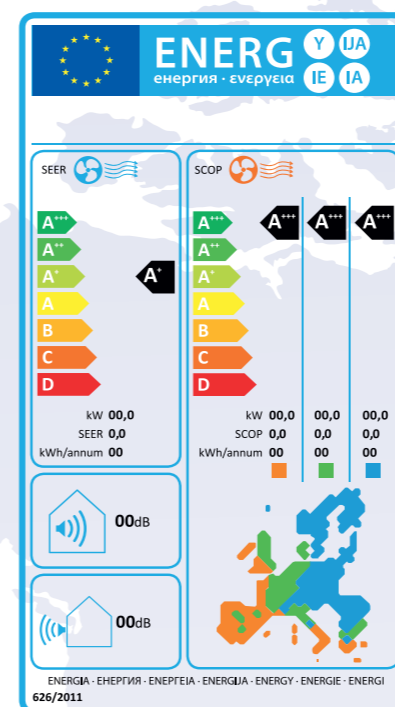 ENERG Y IJA
енергия · ενεργεια IE IA
SEER
A+++
A++
A+
A
B
C
D
A+
kW 00,0
SEER 0,0
kWh/annum 00
SCOP
A+++
A++
A+
A
B
C
D
A+++ A+++ A+++
kW 00,0 00,0 00,0
SCOP 0,0 0,0 0,0
kWh/annum 00 00 00
00dB
00dB
ENERGIA · ЕНЕРГИЯ · ΕΝΕΡΓΕΙΑ · ENERGIJA · ENERGY · ENERGIE · ENERGI
626/2011